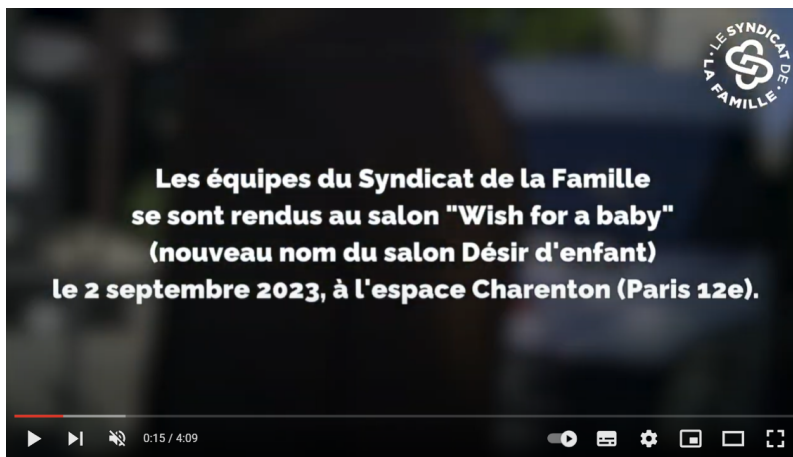 LE SYNDICAT DE LA FAMILLE
Les équipes du Syndicat de la Famille
se sont rendus au salon "Wish for a baby"
(nouveau nom du salon Désir d'enfant)
le 2 septembre 2023, à l'espace Charenton (Paris 12e).
0:15 / 4:09